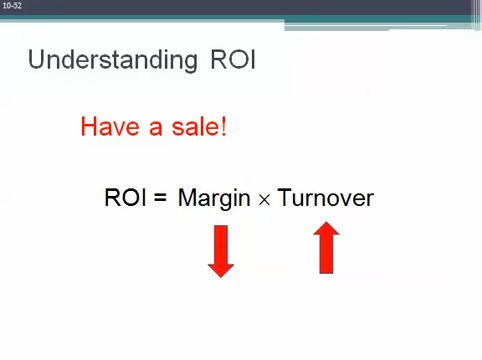 10-52
Understanding ROI
Have a sale!
ROI = Margin × Turnover